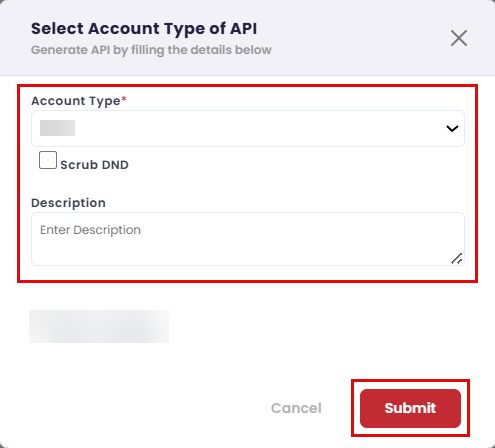 Select Account Type of API
Generate API by filling the details below
Account Type*
Scrub DND
Description
Enter Description
Cancel
Submit